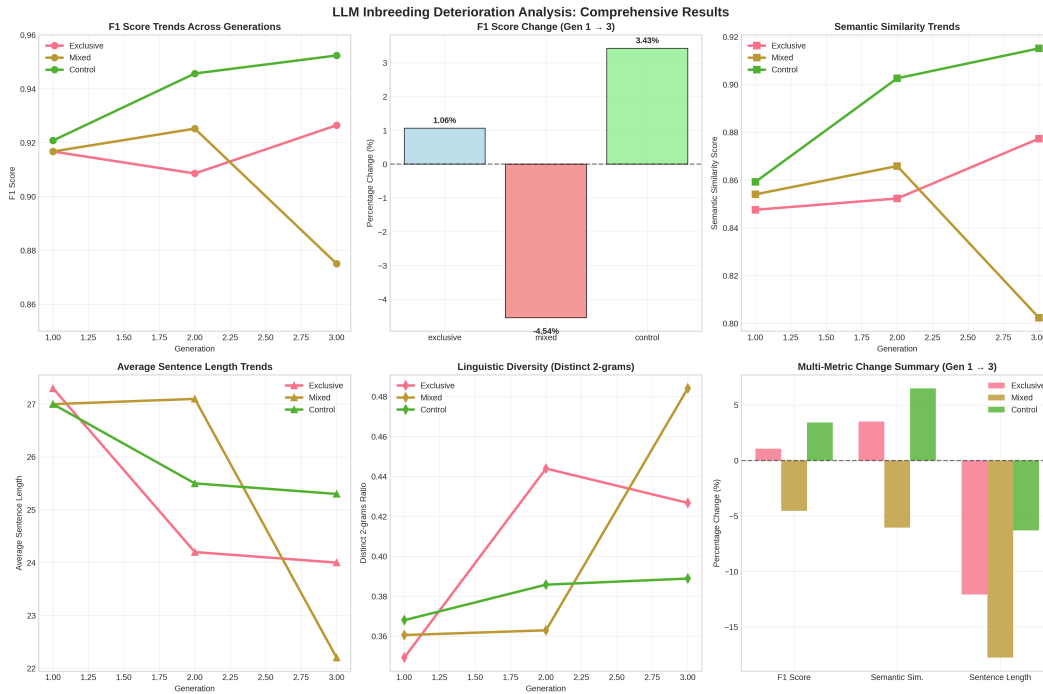 LLM Inbreeding Deterioration Analysis: Comprehensive Results
F1 Score Trends Across Generations
Exclusive
Mixed
Control
0.96
0.94
0.92
0.90
0.88
0.86
F1 Score
1.00 1.25 1.50 1.75 2.00 2.25 2.50 2.75 3.00
Generation
F1 Score Change (Gen 1 → 3)
1.06%
-4.54%
3.43%
3
2
1
0
−1
−2
−3
−4
Percentage Change (%)
exclusive mixed control
Semantic Similarity Trends
Exclusive
Mixed
Control
0.92
0.90
0.88
0.86
0.84
0.82
0.80
Semantic Similarity Score
1.00 1.25 1.50 1.75 2.00 2.25 2.50 2.75 3.00
Generation
Average Sentence Length Trends
Exclusive
Mixed
Control
27
26
25
24
23
22
Average Sentence Length
1.00 1.25 1.50 1.75 2.00 2.25 2.50 2.75 3.00
Generation
Linguistic Diversity (Distinct 2-grams)
Exclusive
Mixed
Control
0.48
0.46
0.44
0.42
0.40
0.38
0.36
Distinct 2-grams Ratio
1.00 1.25 1.50 1.75 2.00 2.25 2.50 2.75 3.00
Generation
Multi-Metric Change Summary (Gen 1 → 3)
Exclusive
Mixed
Control
5
0
−5
−10
−15
Percentage Change (%)
F1 Score Semantic Sim. Sentence Length